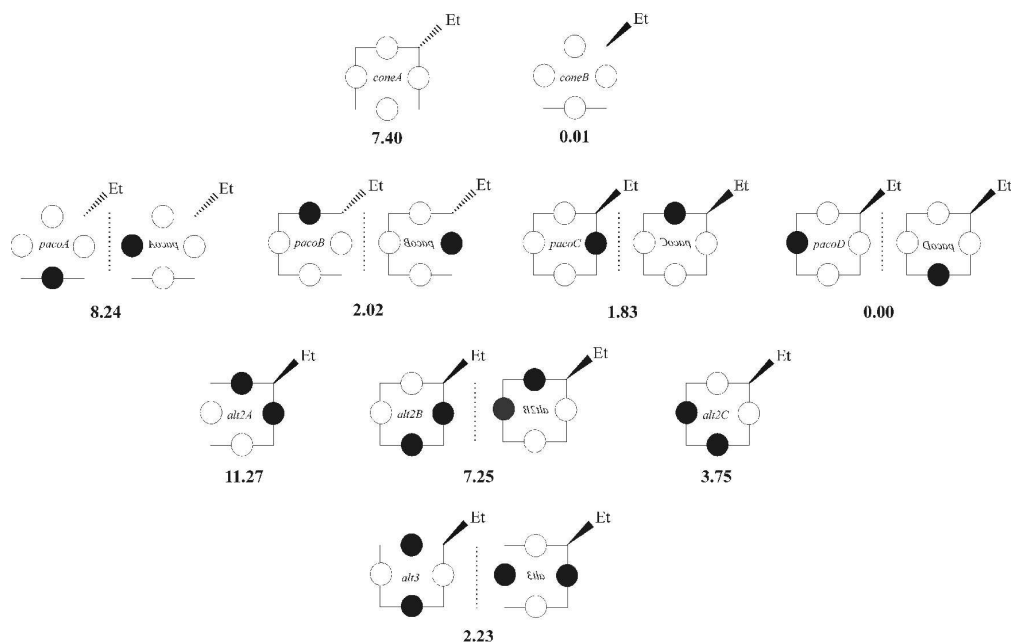 Et Et
coneA coneB
7.40 0.01
Et Et Et Et Et Et Et Et
pacoA pacoA pacoB pacoB pacoC pacoC pacoD pacoD
8.24 2.02 1.83 0.00
Et Et Et Et
alt2A alt2B alt2B alt2C
11.27 7.25 3.75
Et Et
alt3 alt3
2.23